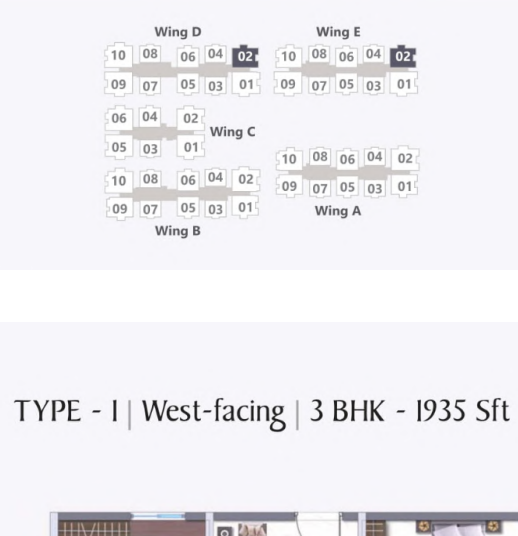 Wing D Wing E
10 08 06 04 02 10 08 06 04 02
09 07 05 03 01 09 07 05 03 01
06 04 02
Wing C
05 03 01
10 08 06 04 02
09 07 05 03 01
Wing A
10 08 06 04 02
09 07 05 03 01
Wing B
TYPE - 1 | West-facing | 3 BHK - 1935 Sft